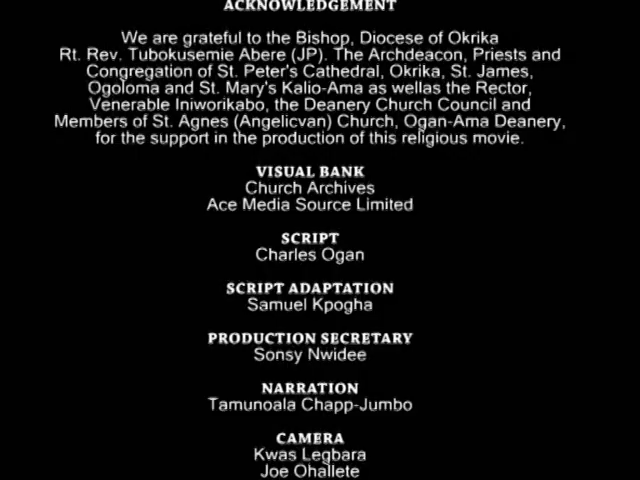 ACKNOWLEDGEMENT
We are grateful to the Bishop, Diocese of Okrika
Rt. Rev. Tubokusemie Abere (JP). The Archdeacon, Priests and
Congregation of St. Peter's Cathedral, Okrika, St. James,
Ogoloma and St. Mary's Kalio-Ama as wellas the Rector,
Venerable Iniworikabo, the Deanery Church Council and
Members of St. Agnes (Angelicvan) Church, Ogan-Ama Deanery,
for the support in the production of this religious movie.
VISUAL BANK
Church Archives
Ace Media Source Limited
SCRIPT
Charles Ogan
SCRIPT ADAPTATION
Samuel Kpogha
PRODUCTION SECRETARY
Sonsy Nwidee
NARRATION
Tamunoala Chapp-Jumbo
CAMERA
Kwas Legbara
Joe Ohallete